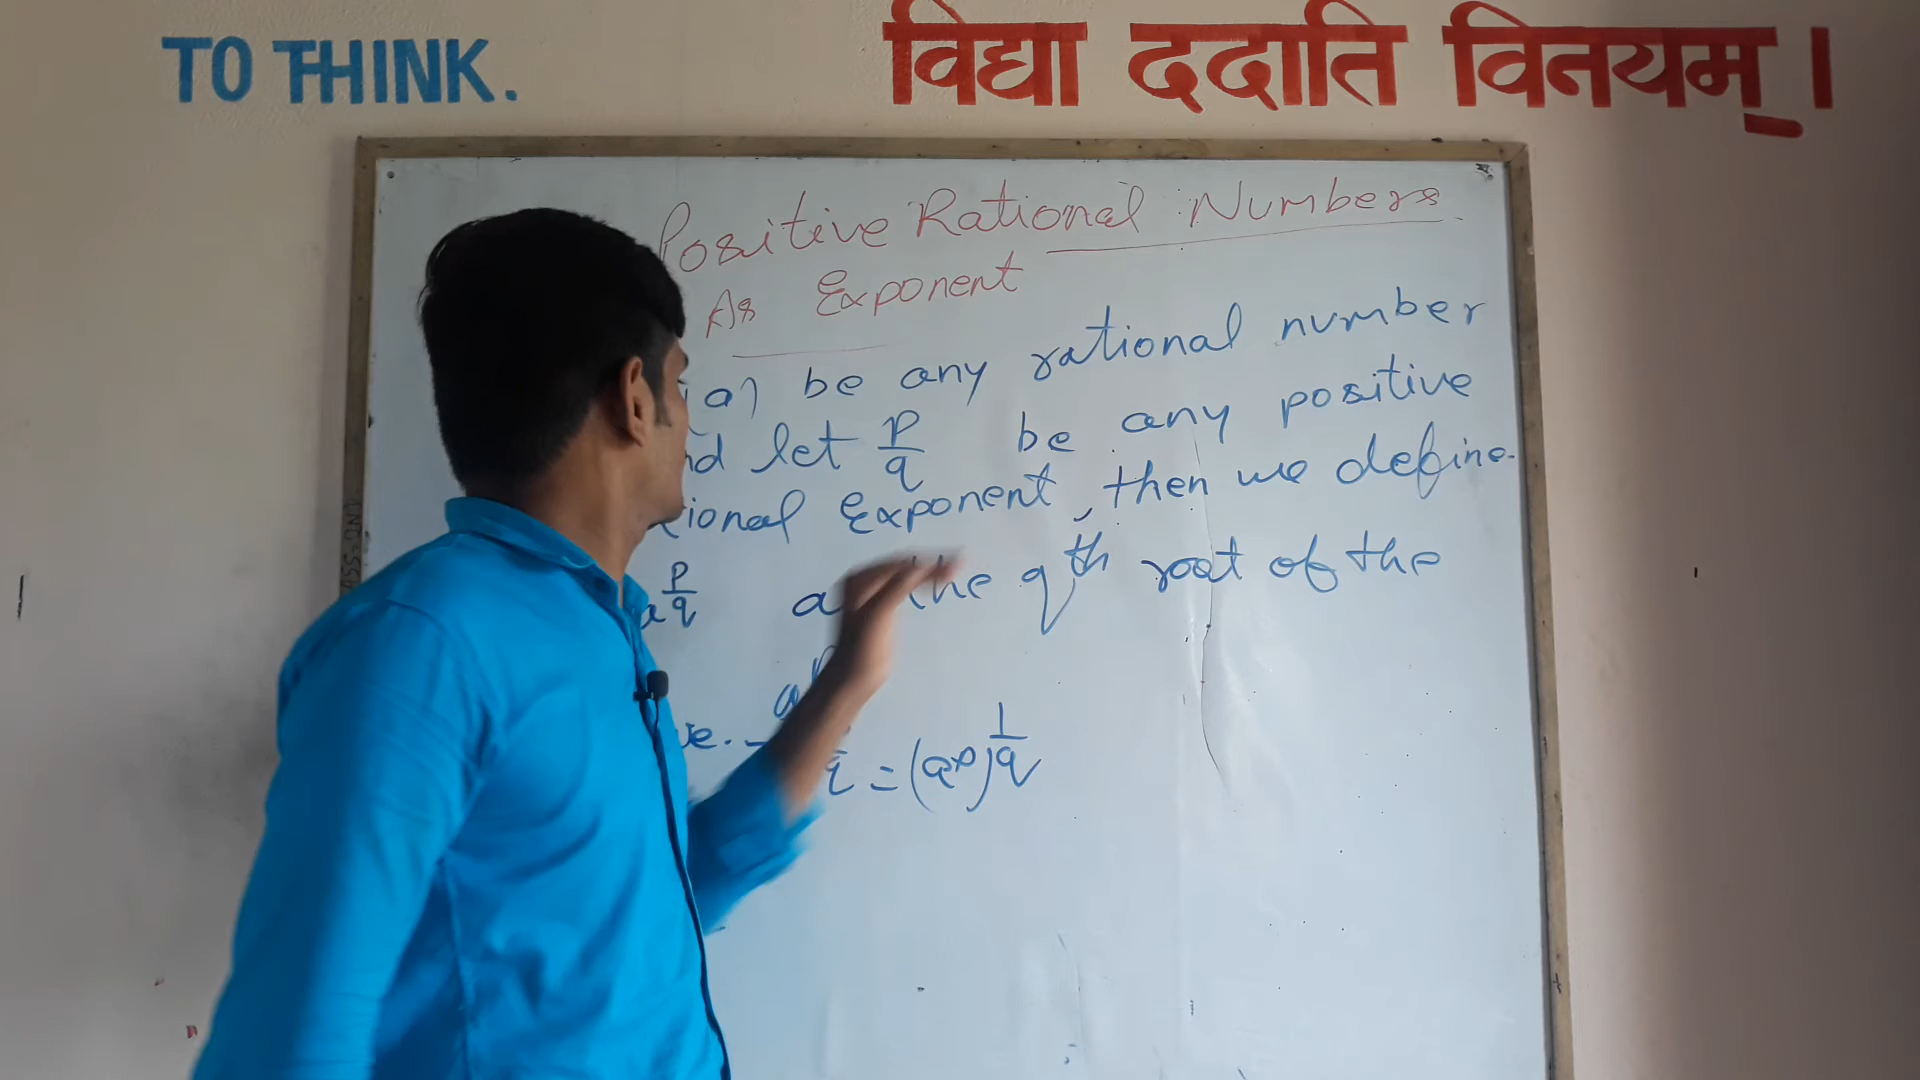 TO THINK.
विद्या ददाति विनयम् ।
Positive Rational Numbers
As Exponent
(a) be any rational number
let p/q be any positive
Exponent, then we define.
a^(p/q) the qth root of the
= (a^p)^(1/q)